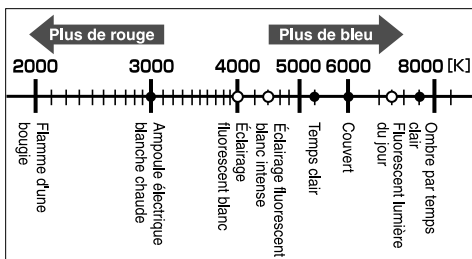 Plus de rouge
Plus de bleu
2000
3000
4000
5000
6000
8000 [K]
Flamme d'une
bougie
Ampoule électrique
blanche chaude
Éclairage
fluorescent blanc
Éclairage fluorescent
blanc intense
Temps clair
Couvert
Fluorescent lumière
du jour
Ombre par temps
clair